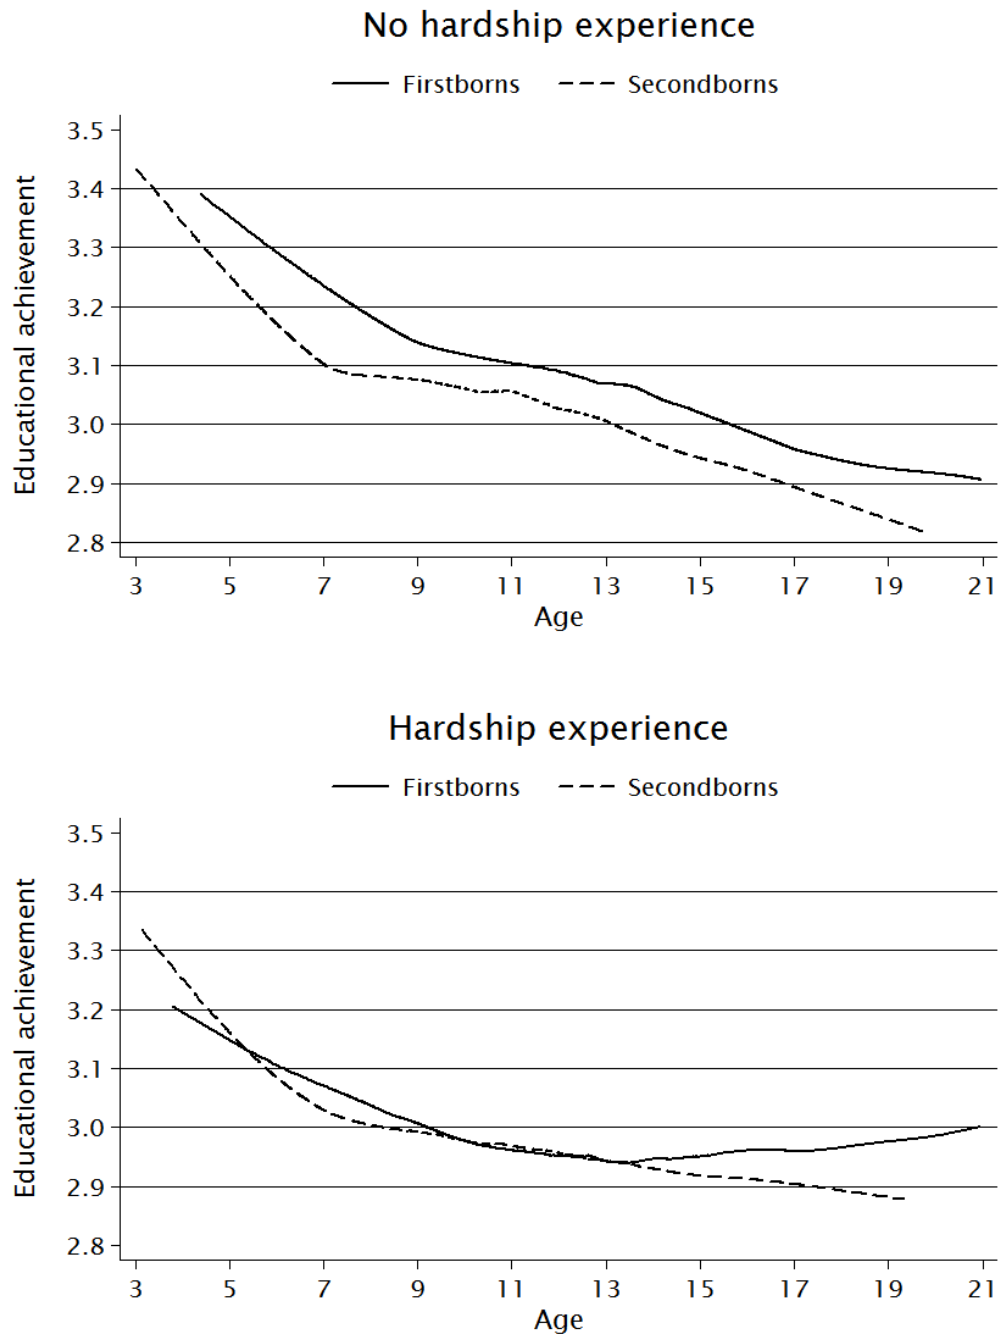 No hardship experience
Firstborns Secondborns
Educational achievement
3.5
3.4
3.3
3.2
3.1
3.0
2.9
2.8
3 5 7 9 11 13 15 17 19 21
Age
Hardship experience
Firstborns Secondborns
Educational achievement
3.5
3.4
3.3
3.2
3.1
3.0
2.9
2.8
3 5 7 9 11 13 15 17 19 21
Age